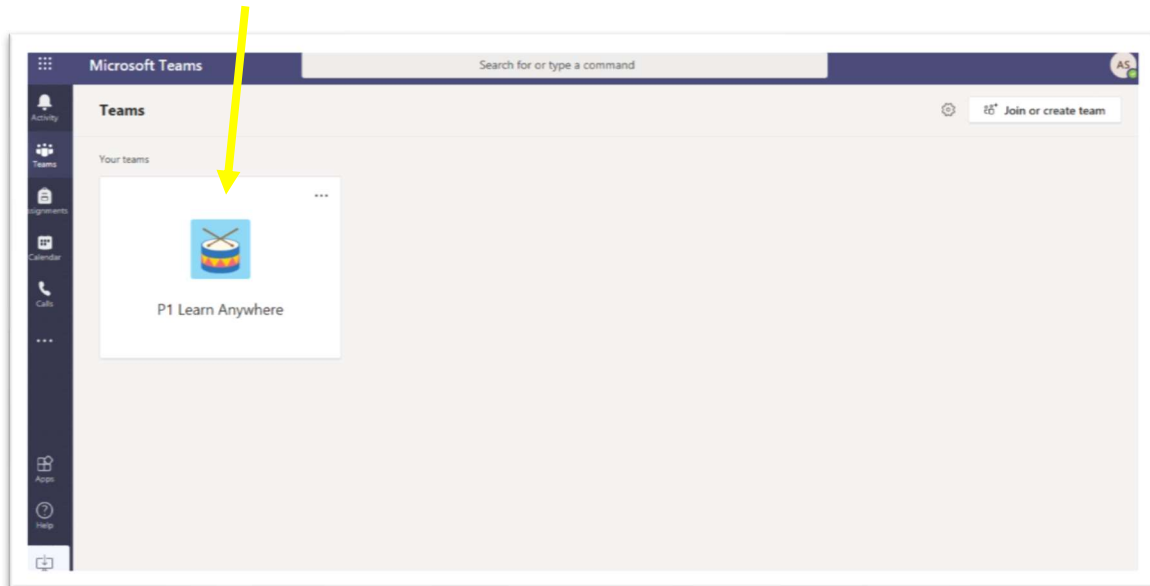 Microsoft Teams
Search for or type a command
AS
Activity
Teams
Join or create team
Teams
Your teams
ssignments
Calendar
Calls
P1 Learn Anywhere
Apps
Help